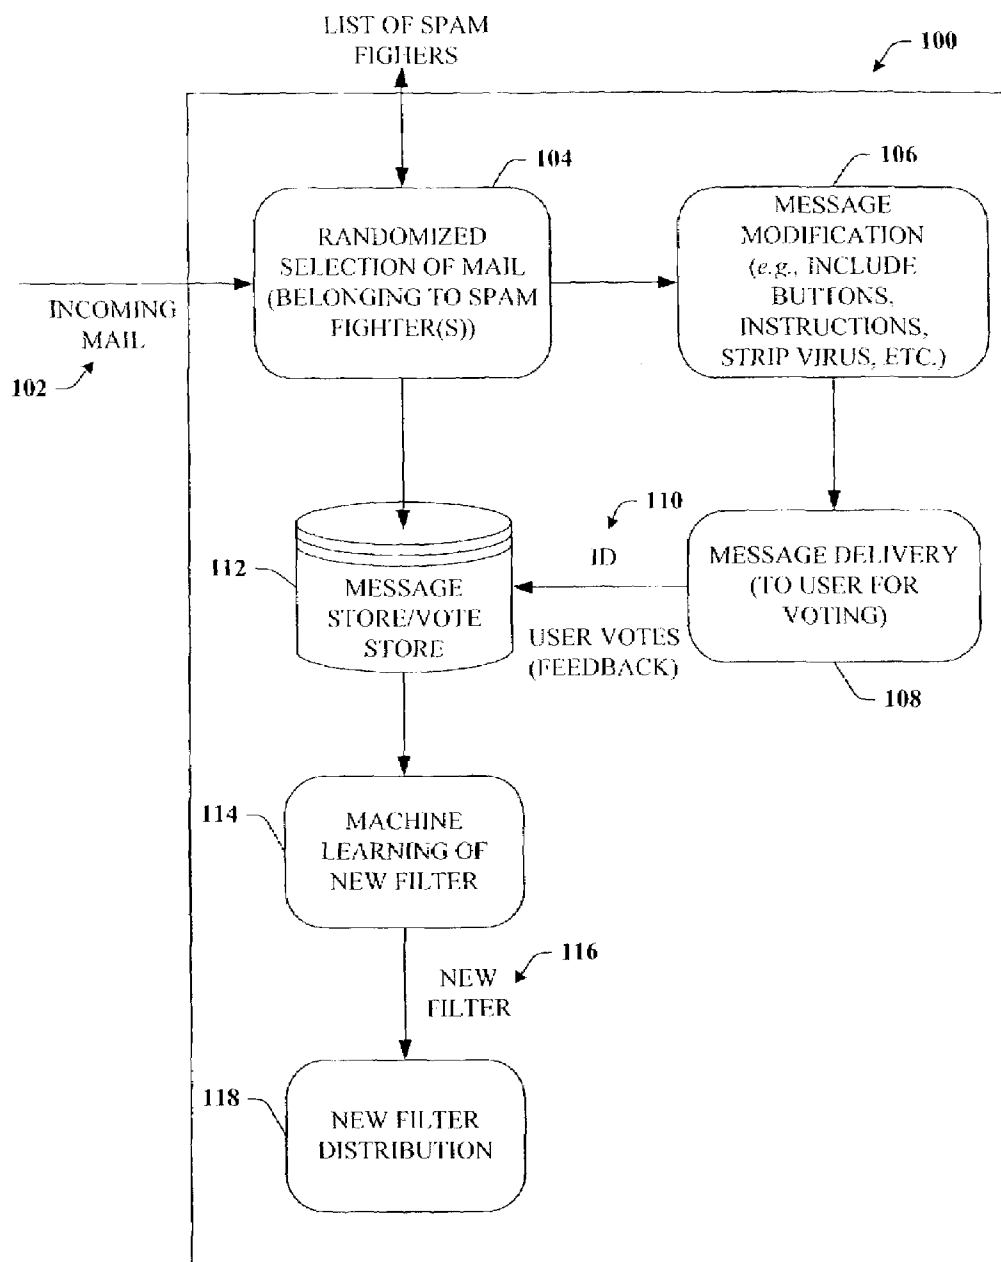 LIST OF SPAM
FIGHERS
100
104
106
RANDOMIZED
SELECTION OF MAIL
(BELONGING TO SPAM
FIGHTER(S))
MESSAGE
MODIFICATION
(e.g., INCLUDE
BUTTONS,
INSTRUCTIONS,
STRIP VIRUS, ETC.)
INCOMING
MAIL
102
110
ID
112
MESSAGE
STORE/VOTE
STORE
MESSAGE DELIVERY
(TO USER FOR
VOTING)
USER VOTES
(FEEDBACK)
108
114
MACHINE
LEARNING OF
NEW FILTER
116
NEW
FILTER
118
NEW FILTER
DISTRIBUTION